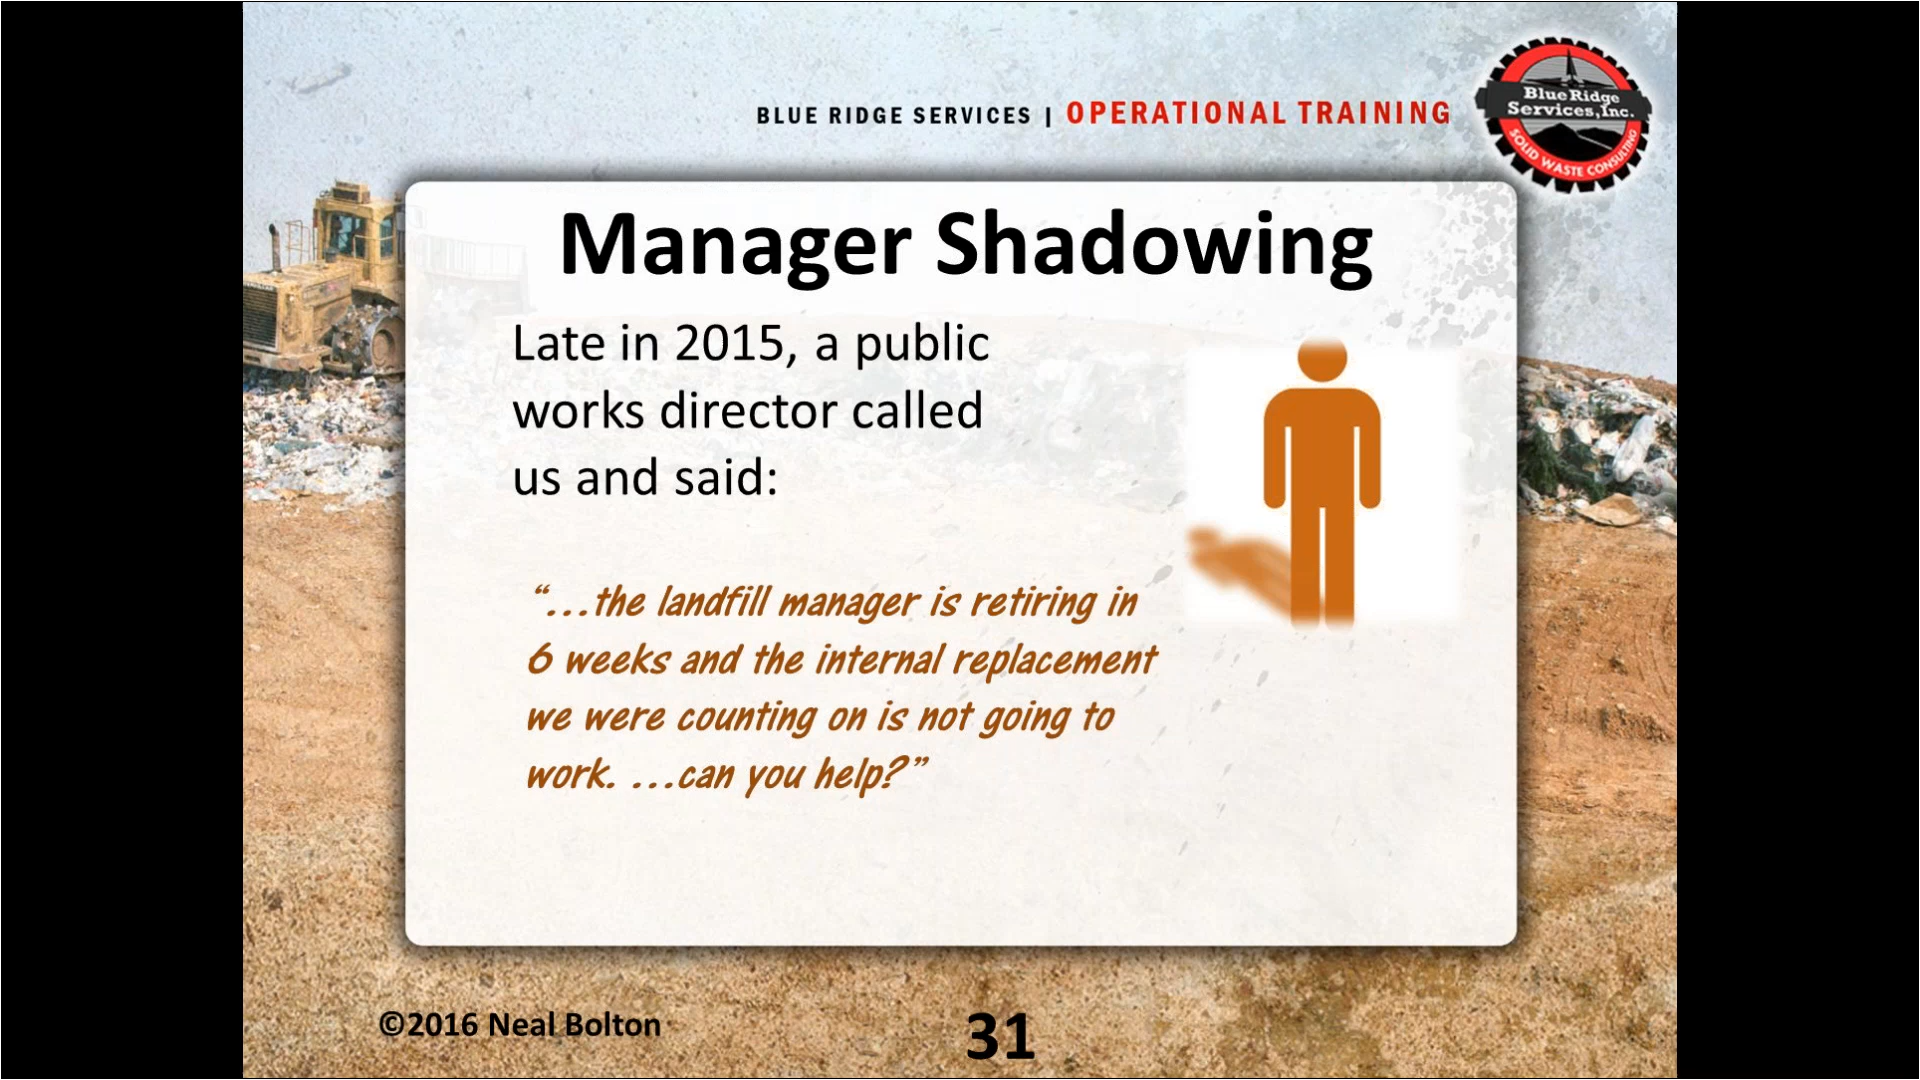 BLUE RIDGE SERVICES | OPERATIONAL TRAINING
Blue Ridge
Services, Inc.
SOLID WASTE CONSULTING
Manager Shadowing
Late in 2015, a public
works director called
us and said:
“...the landfill manager is retiring in
6 weeks and the internal replacement
we were counting on is not going to
work. ...can you help?”
©2016 Neal Bolton
31